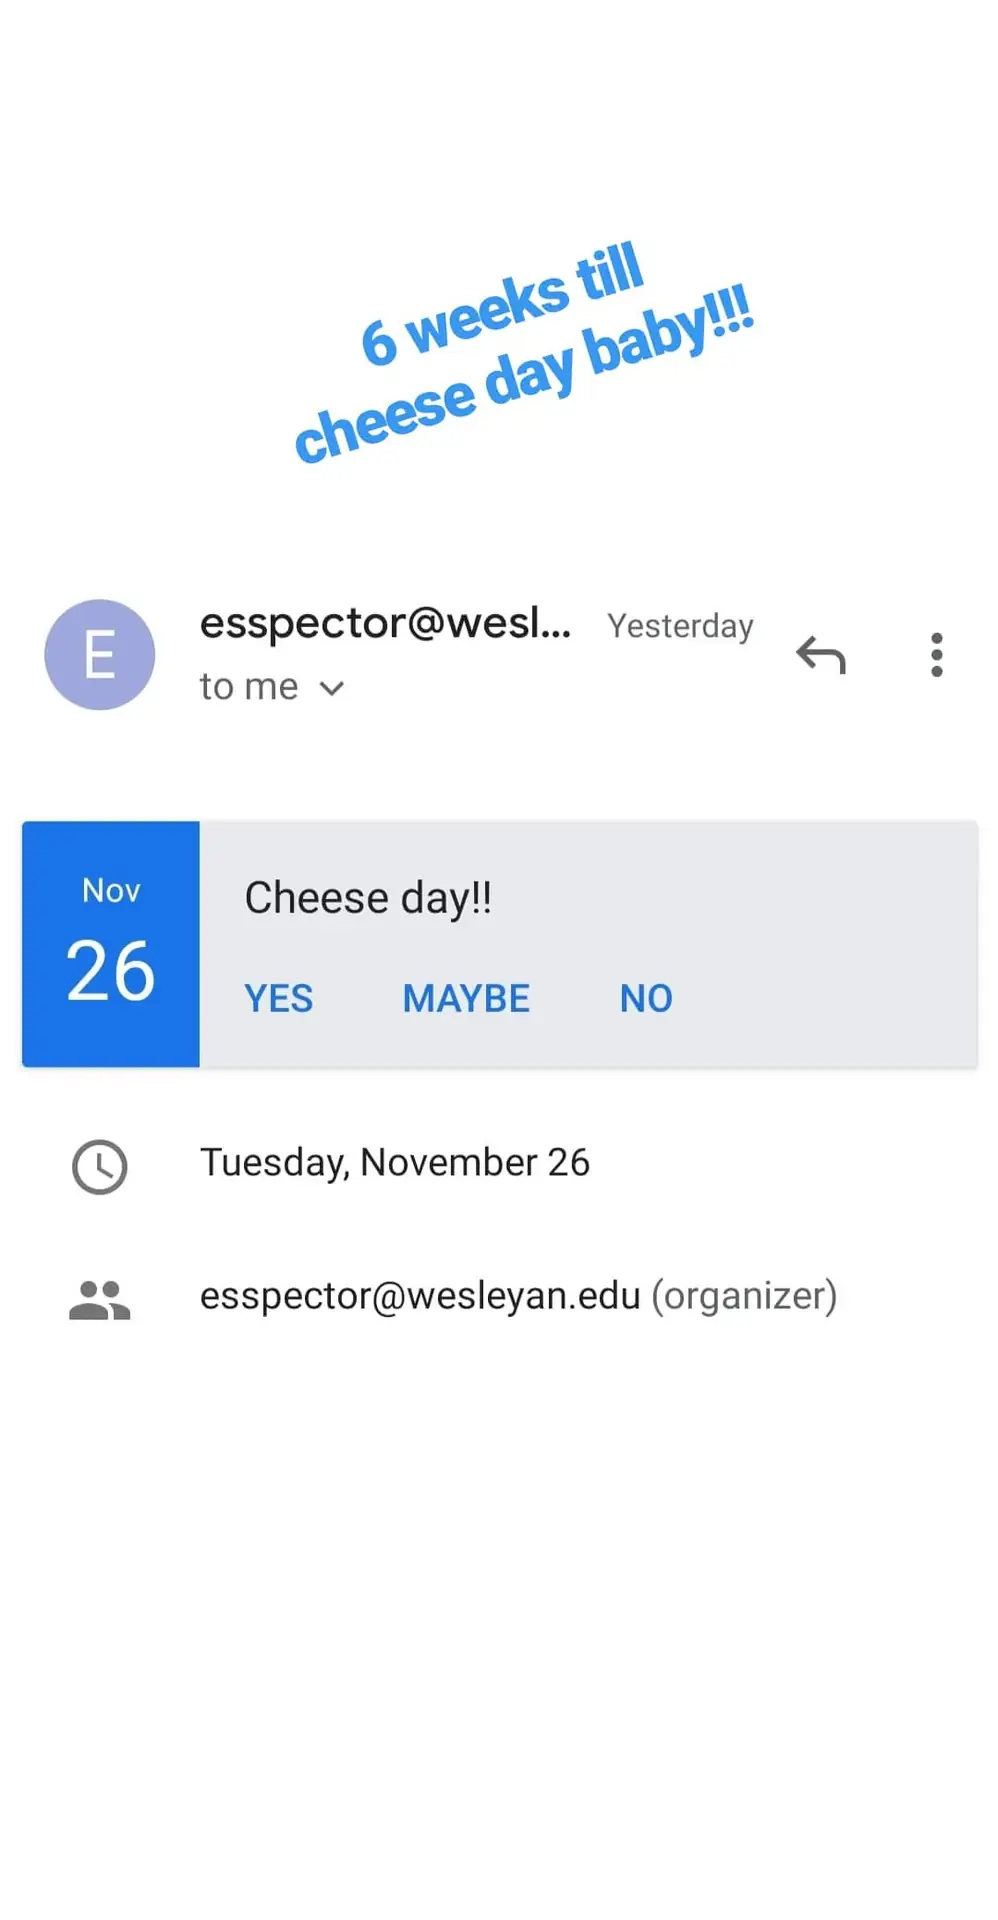 6 weeks till
cheese day baby!!!
E
esspector@wesl... Yesterday
to me
Nov
26
Cheese day!!
YES MAYBE NO
Tuesday, November 26
esspector@wesleyan.edu (organizer)